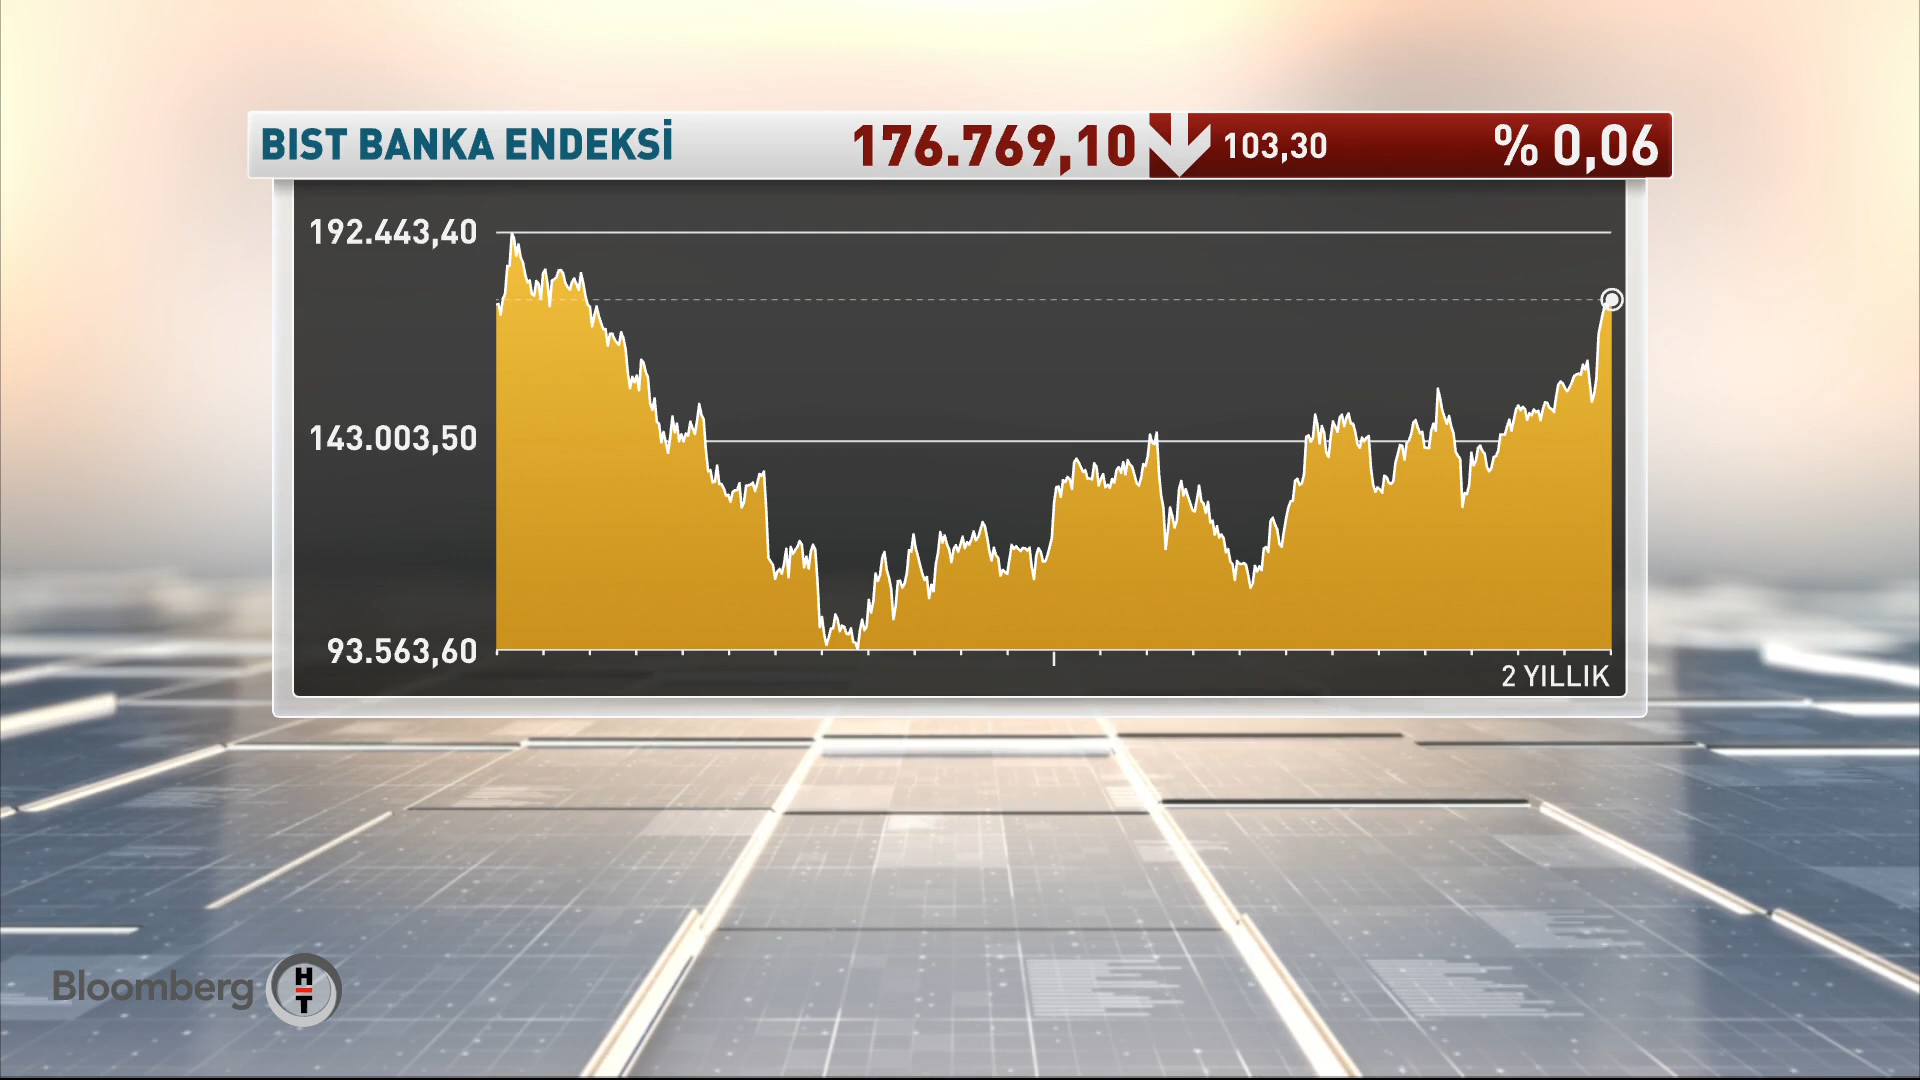 BIST BANKA ENDEKSİ 176.769,10 103,30 % 0,06
192.443,40
143.003,50
93.563,60
2 YILLIK
Bloomberg HT